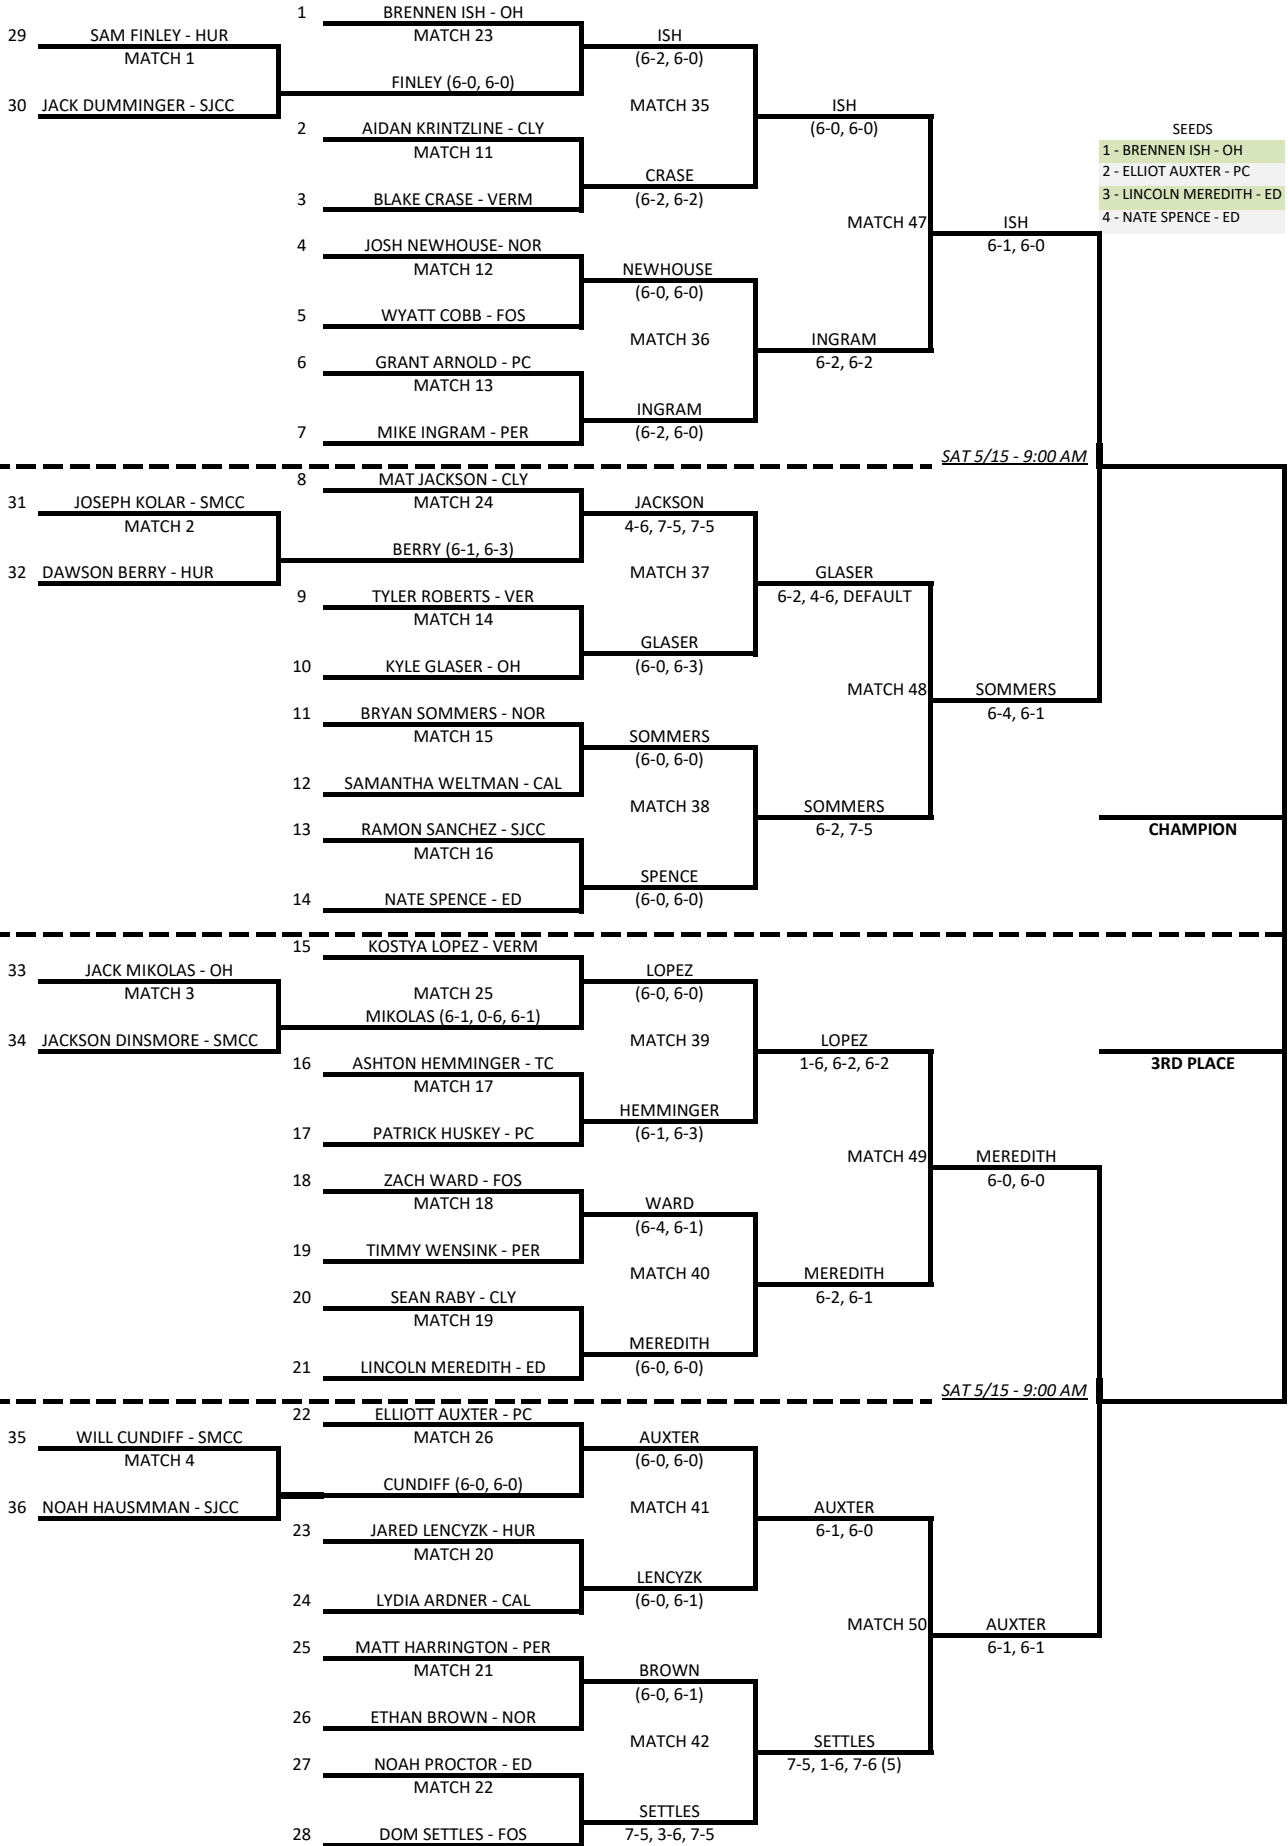 1 BRENNEN ISH - OH
29 SAM FINLEY - HUR
MATCH 23
ISH
MATCH 1
(6-2, 6-0)
FINLEY (6-0, 6-0)
30 JACK DUMMINGER - SJCC
MATCH 35
ISH
2 AIDAN KRINTZLINE - CLY
(6-0, 6-0)
SEEDS
MATCH 11
1 - BRENNEN ISH - OH
CRASE
2 - ELLIOT AUXTER - PC
3 BLAKE CRASE - VERM
(6-2, 6-2)
3 - LINCOLN MEREDITH - ED
MATCH 47
ISH
4 - NATE SPENCE - ED
4 JOSH NEWHOUSE- NOR
6-1, 6-0
MATCH 12
NEWHOUSE
(6-0, 6-0)
5 WYATT COBB - FOS
MATCH 36
INGRAM
6 GRANT ARNOLD - PC
6-2, 6-2
MATCH 13
INGRAM
7 MIKE INGRAM - PER
(6-2, 6-0)
SAT 5/15 - 9:00 AM
8 MAT JACKSON - CLY
31 JOSEPH KOLAR - SMCC
MATCH 24
JACKSON
MATCH 2
4-6, 7-5, 7-5
BERRY (6-1, 6-3)
32 DAWSON BERRY - HUR
MATCH 37
GLASER
9 TYLER ROBERTS - VER
6-2, 4-6, DEFAULT
MATCH 14
GLASER
10 KYLE GLASER - OH
(6-0, 6-3)
MATCH 48
SOMMERS
11 BRYAN SOMMERS - NOR
6-4, 6-1
MATCH 15
SOMMERS
(6-0, 6-0)
12 SAMANTHA WELTMAN - CAL
MATCH 38
SOMMERS
13 RAMON SANCHEZ - SJCC
6-2, 7-5
CHAMPION
MATCH 16
SPENCE
14 NATE SPENCE - ED
(6-0, 6-0)
15 KOSTYA LOPEZ - VERM
33 JACK MIKOLAS - OH
LOPEZ
MATCH 3
MATCH 25
(6-0, 6-0)
MIKOLAS (6-1, 0-6, 6-1)
34 JACKSON DINSMORE - SMCC
MATCH 39
LOPEZ
16 ASHTON HEMMINGER - TC
1-6, 6-2, 6-2
3RD PLACE
MATCH 17
HEMMINGER
17 PATRICK HUSKEY - PC
(6-1, 6-3)
MATCH 49
MEREDITH
18 ZACH WARD - FOS
6-0, 6-0
MATCH 18
WARD
(6-4, 6-1)
19 TIMMY WENSINK - PER
MATCH 40
MEREDITH
20 SEAN RABY - CLY
6-2, 6-1
MATCH 19
MEREDITH
21 LINCOLN MEREDITH - ED
(6-0, 6-0)
SAT 5/15 - 9:00 AM
22 ELLIOTT AUXTER - PC
35 WILL CUNDIFF - SMCC
MATCH 26
AUXTER
MATCH 4
(6-0, 6-0)
CUNDIFF (6-0, 6-0)
36 NOAH HAUSMMAN - SJCC
MATCH 41
AUXTER
23 JARED LENCYZK - HUR
6-1, 6-0
MATCH 20
LENCYZK
24 LYDIA ARDNER - CAL
(6-0, 6-1)
MATCH 50
AUXTER
25 MATT HARRINGTON - PER
6-1, 6-1
MATCH 21
BROWN
(6-0, 6-1)
26 ETHAN BROWN - NOR
MATCH 42
SETTLES
27 NOAH PROCTOR - ED
7-5, 1-6, 7-6 (5)
MATCH 22
SETTLES
28 DOM SETTLES - FOS
7-5, 3-6, 7-5